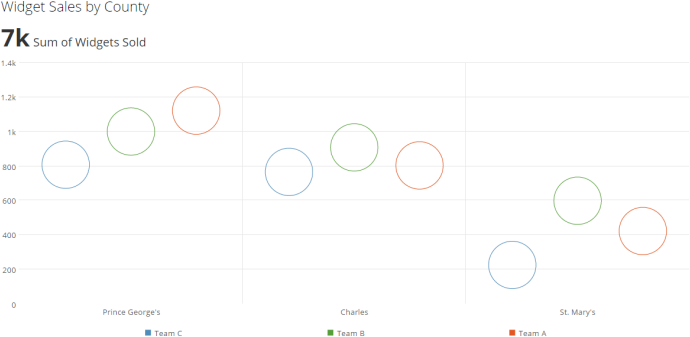 Widget Sales by County
7k Sum of Widgets Sold
1.4k
1.2k
1k
800
600
400
200
0
Prince George's Charles St. Mary's
Team C Team B Team A